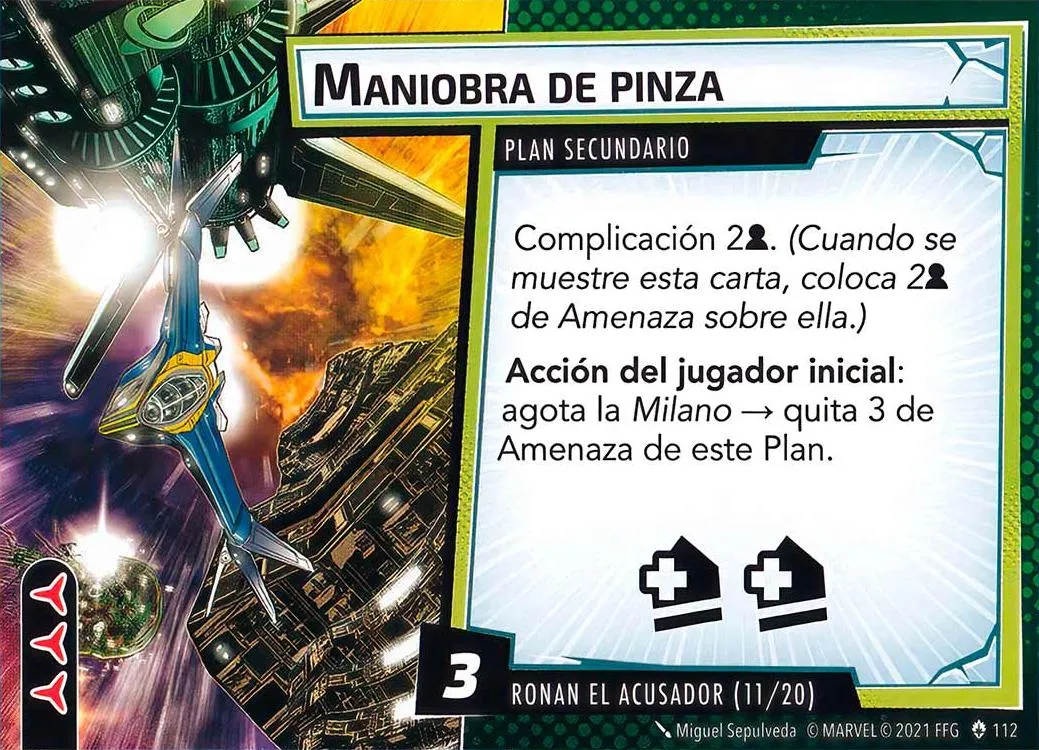 MANIOBRA DE PINZA
PLAN SECUNDARIO
Complicación 2. (Cuando se
muestre esta carta, coloca 2
de Amenaza sobre ella.)
Acción del jugador inicial:
agota la Milano → quita 3 de
Amenaza de este Plan.
3
RONAN EL ACUSADOR (11/20)
Miguel Sepulveda © MARVEL © 2021 FFG 112